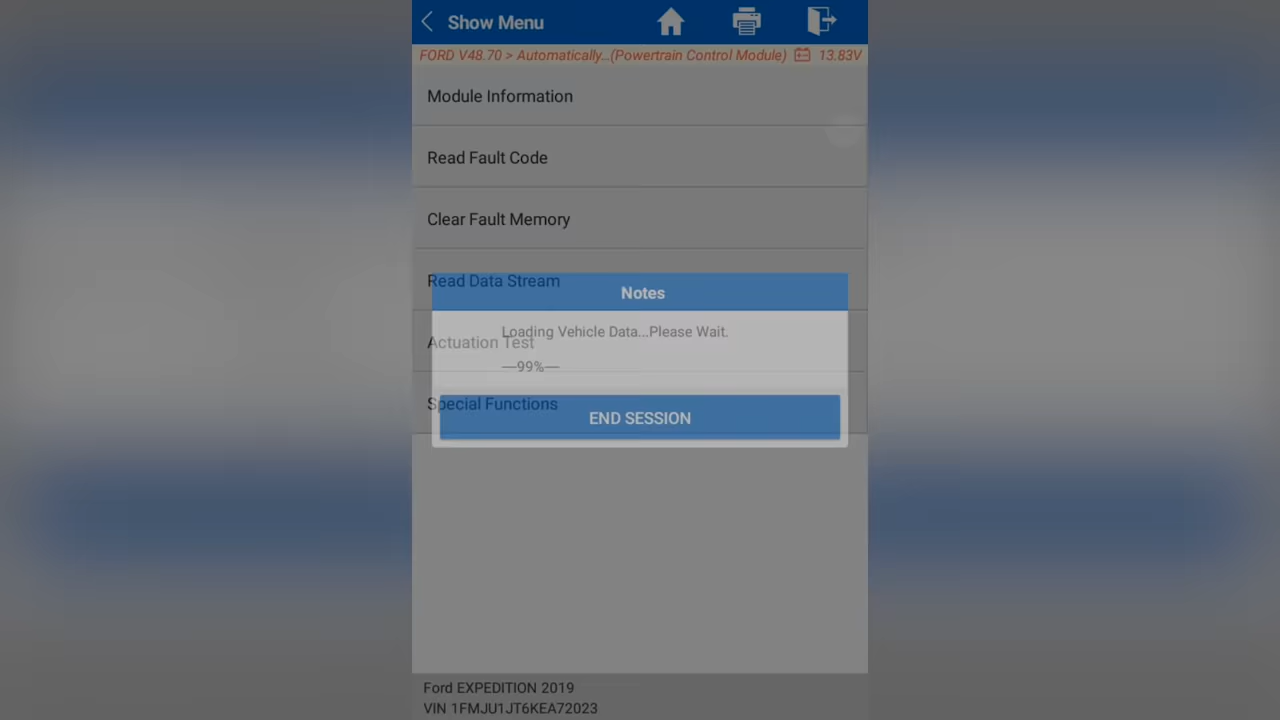 Show Menu
FORD V48.70 > Automatically...(Powertrain Control Module) 13.83V
Module Information
Read Fault Code
Clear Fault Memory
Read Data Stream
Notes
Loading Vehicle Data...Please Wait.
Actuation Test
---99%---
Special Functions
END SESSION
Ford EXPEDITION 2019
VIN 1FMJU1JT6KEA72023